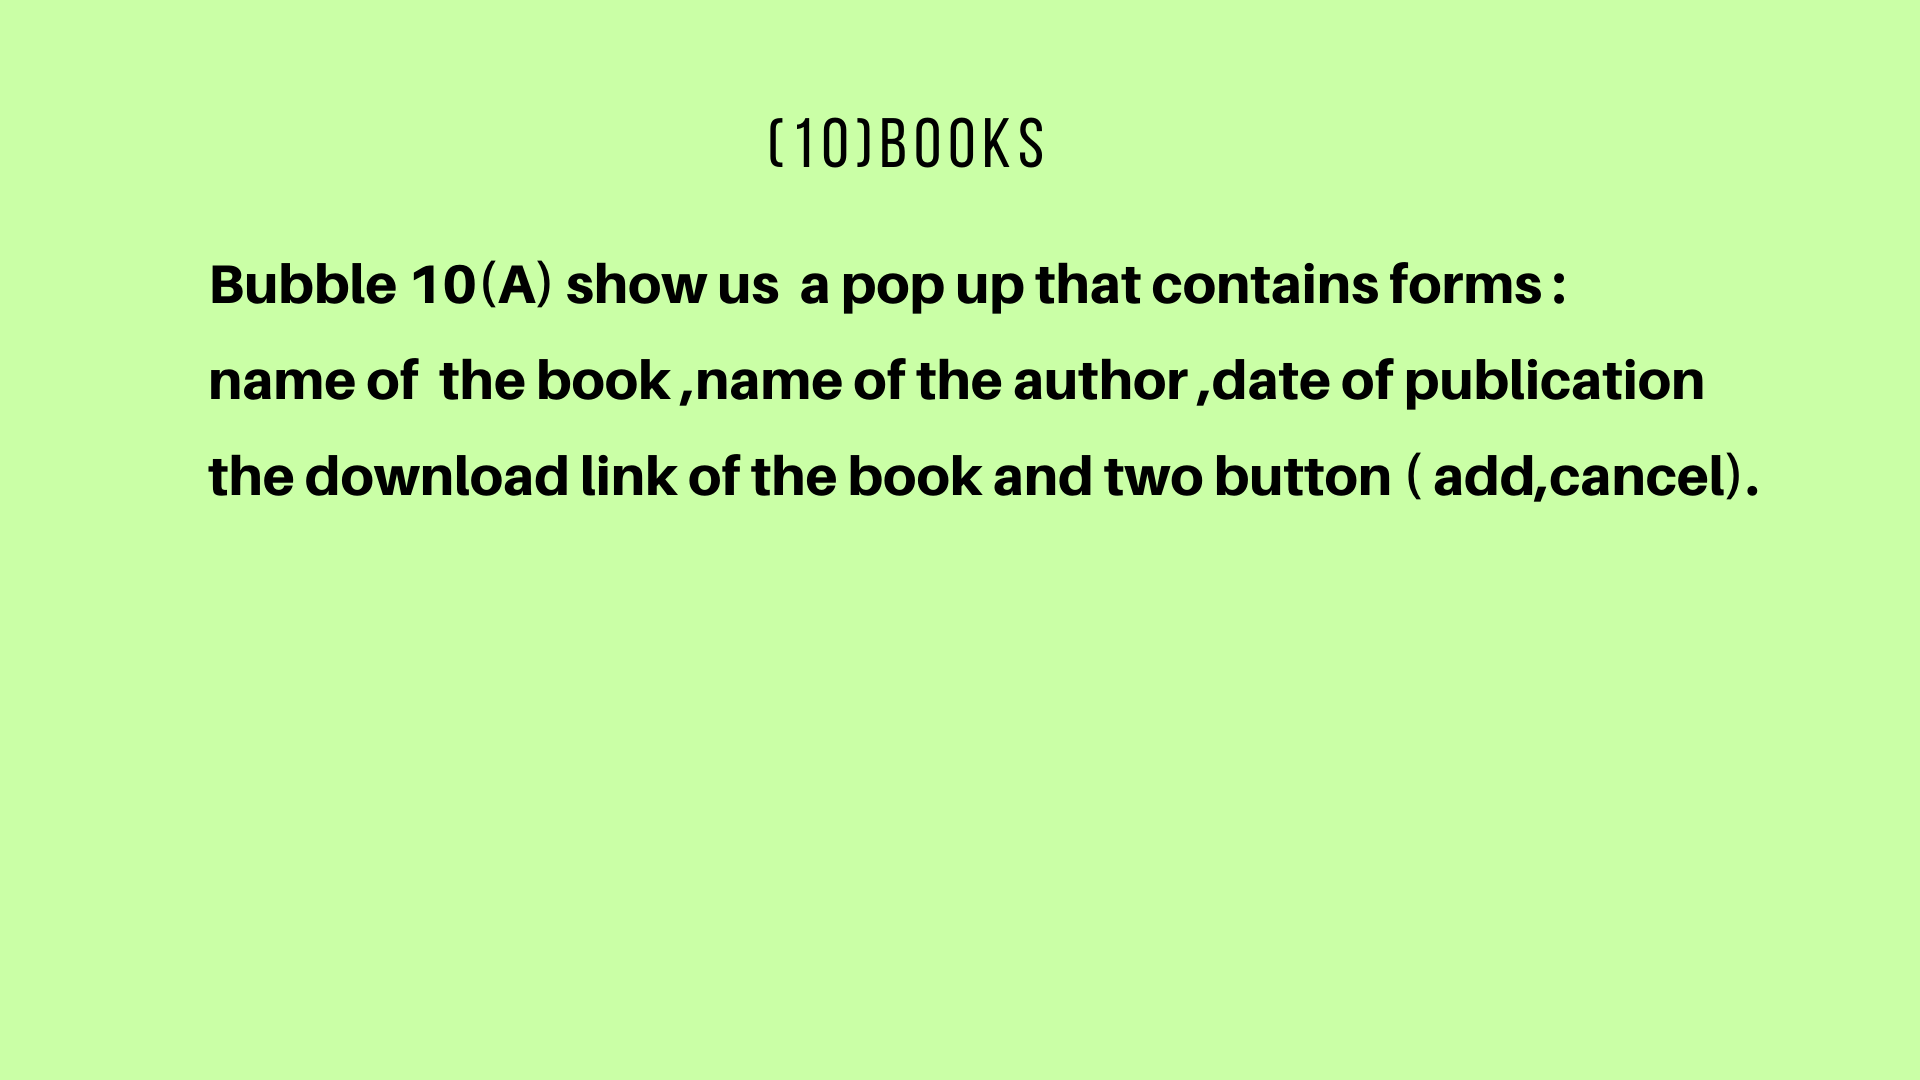 (10)BOOKS
Bubble 10(A) show us  a pop up that contains forms :
name of  the book ,name of the author ,date of publication
the download link of the book and two button ( add,cancel).